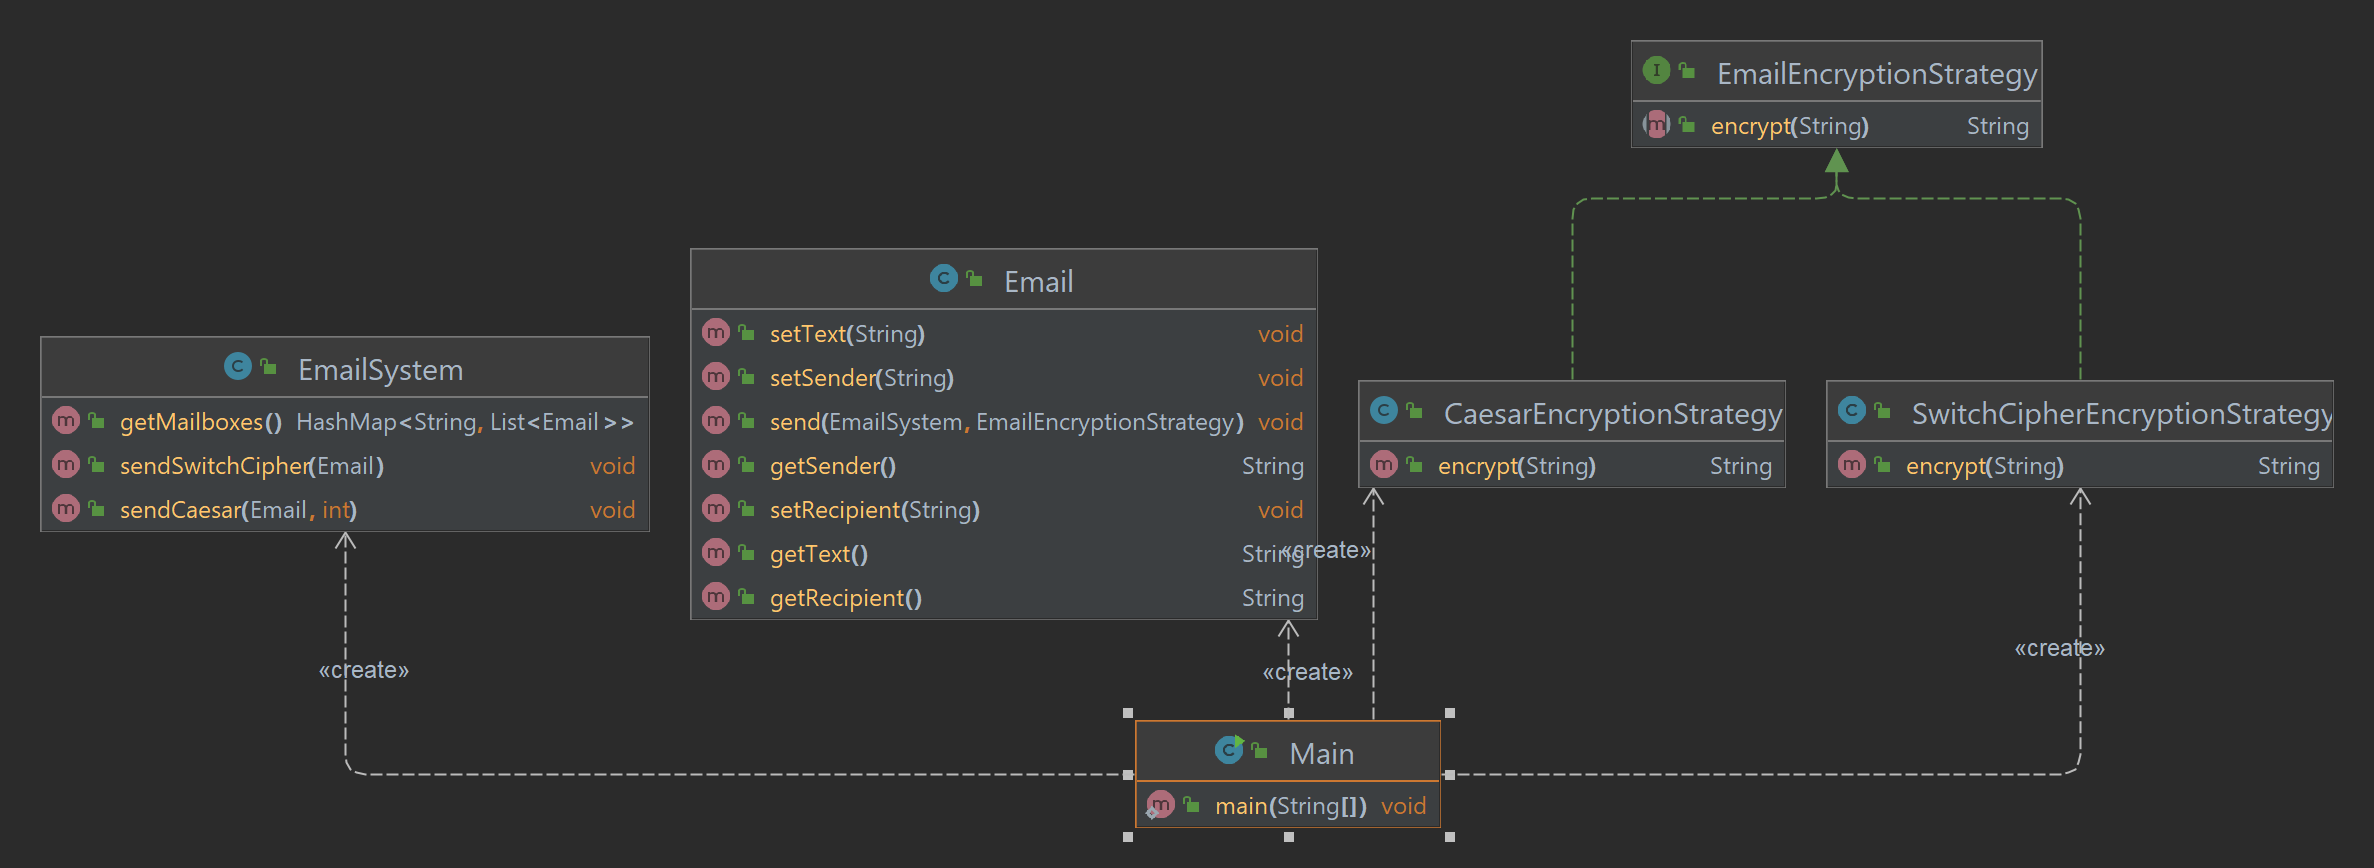 EmailEncryptionStrategy
encrypt(String) String
Email
setText(String) void
setSender(String) void
send(EmailSystem, EmailEncryptionStrategy) void
getSender() String
setRecipient(String) void
getText() String
getRecipient() String
EmailSystem
getMailboxes() HashMap<String, List<Email>>
sendSwitchCipher(Email) void
sendCaesar(Email, int) void
CaesarEncryptionStrategy
encrypt(String) String
SwitchCipherEncryptionStrategy
encrypt(String) String
«create»
«create»
«create»
«create»
Main
main(String[]) void